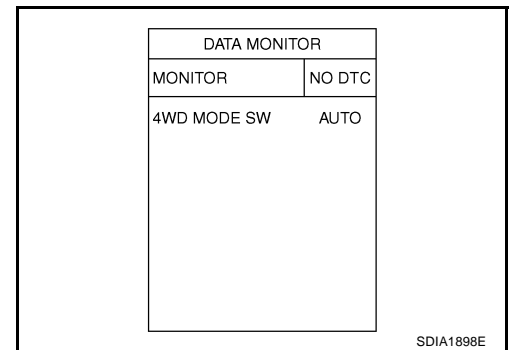 DATA MONITOR
MONITOR NO DTC
4WD MODE SW AUTO
SDIA1898E